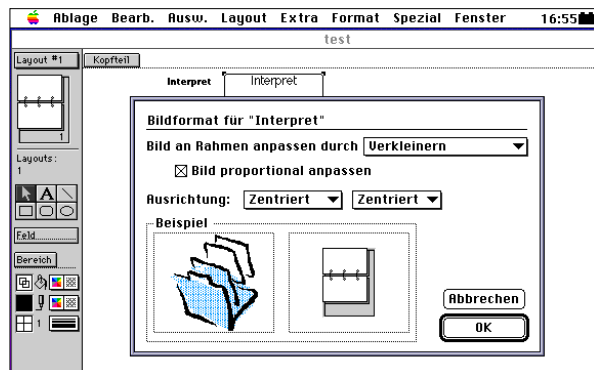 Ablage Bearb. Ausw. Layout Extra Format Spezial Fenster 16:55
test
Layout #1
Kopfteil
Interpret
Interpret
1
Layouts:
1
A
Feld
Bereich
1
Bildformat für "Interpret"
Bild an Rahmen anpassen durch Verkleinern
Bild proportional anpassen
Ausrichtung: Zentriert Zentriert
Beispiel
Abbrechen
OK